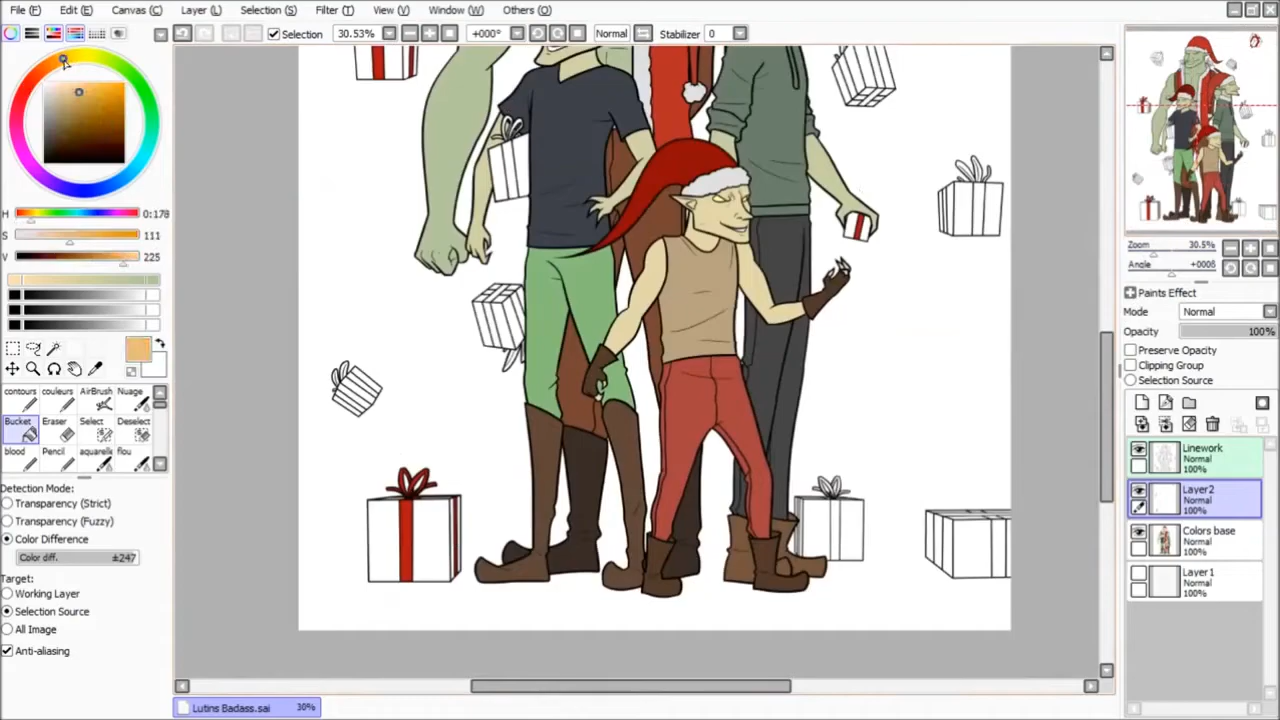 File (F) Edit (E) Canvas (C) Layer (L) Selection (S) Filter (T) View (V) Window (W) Others (O)
Selection 30.53% +000° Normal Stabilizer 0
H 0:178
S 111
V 225
contours couleurs AirBrush Nuage
Bucket Eraser Select Deselect
blood Pencil aquarelle flou
Detection Mode:
Transparency (Strict)
Transparency (Fuzzy)
Color Difference
Color diff. ±247
Target:
Working Layer
Selection Source
All Image
Anti-aliasing
Zoom 30.5%
Angle
Paints Effect
Mode Normal
Opacity 100%
Preserve Opacity
Clipping Group
Selection Source
Linework
Normal
100%
Layer2
Normal
100%
Colors base
Normal
100%
Layer1
Normal
100%
Lutins Badass.sai 30%